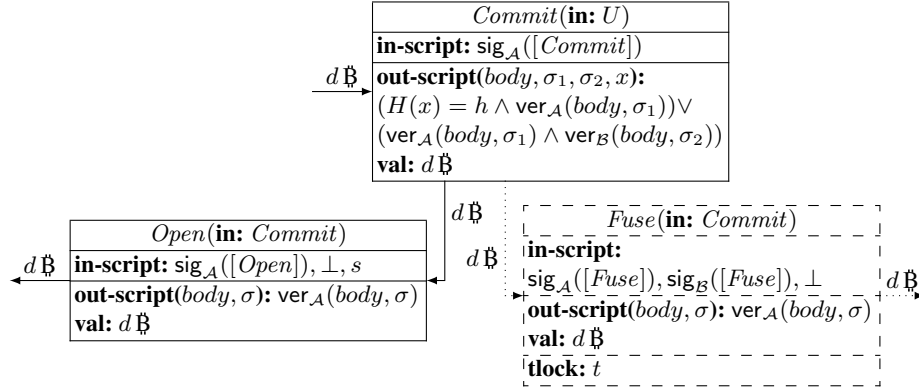 Commit(in: U)
in-script: sig_A([Commit])
d ₿
out-script(body, σ₁, σ₂, x):
(H(x) = h ∧ ver_A(body, σ₁))∨
(ver_A(body, σ₁) ∧ ver_B(body, σ₂))
val: d ₿
d ₿
d ₿
Open(in: Commit)
in-script: sig_A([Open]), ⊥, s
d ₿
out-script(body, σ): ver_A(body, σ)
val: d ₿
Fuse(in: Commit)
in-script:
sig_A([Fuse]), sig_B([Fuse]), ⊥
d ₿
out-script(body, σ): ver_A(body, σ)
val: d ₿
tlock: t